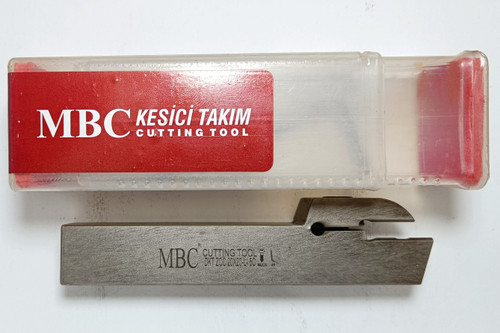 MBC KESİCİ TAKIM
CUTTING TOOL
MBC CUTTING TOOL L